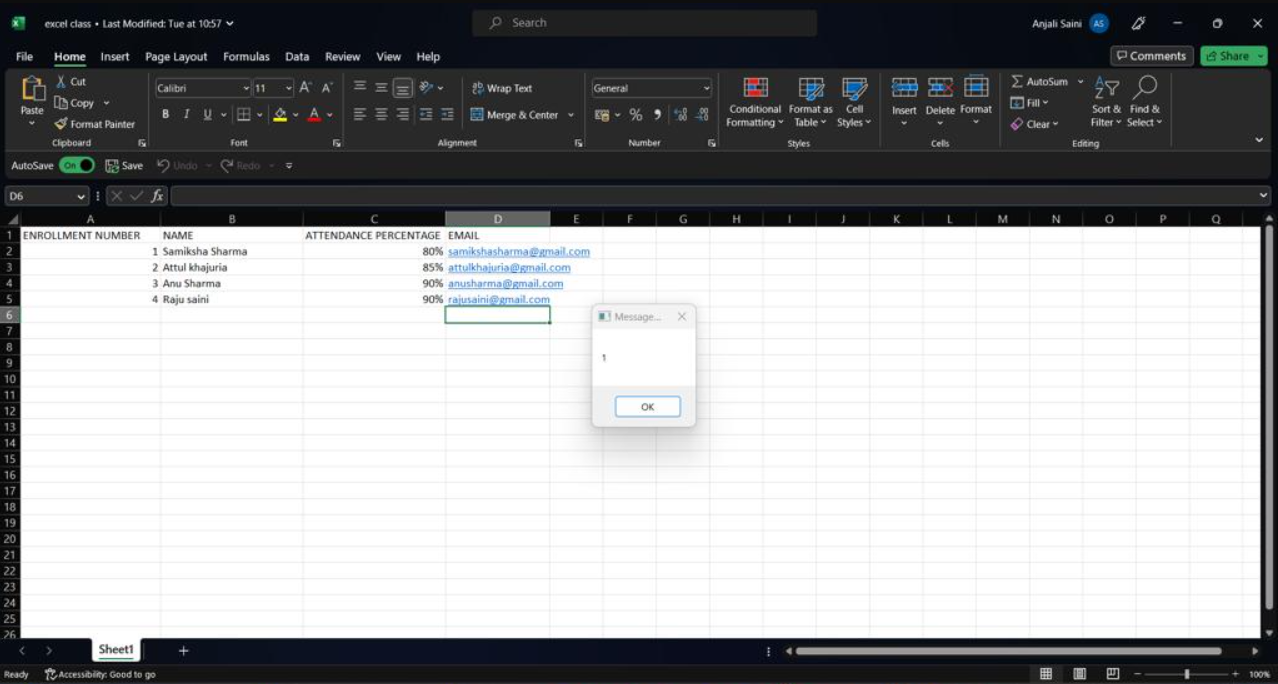 excel class • Last Modified: Tue at 10:57
Search
Anjali Saini AS
File Home Insert Page Layout Formulas Data Review View Help
Comments Share
Paste
Cut
Copy
Format Painter
Clipboard
Calibri 11 A A
B I U A
Font
ab Wrap Text
Merge & Center
Alignment
General
% 9
Number
Conditional Formatting
Format as Table
Cell Styles
Styles
Insert Delete Format
Cells
AutoSum
Fill
Clear
Sort & Filter
Find & Select
Editing
AutoSave On Save Undo Redo
D6 fx
A B C D E F G H I J K L M N O P Q
1 ENROLLMENT NUMBER NAME ATTENDANCE PERCENTAGE EMAIL
2 1 Samiksha Sharma 80% samikshasharma@gmail.com
3 2 Attul khajuria 85% attulkhajuria@gmail.com
4 3 Anu Sharma 90% anusharma@gmail.com
5 4 Raju saini 90% rajusaini@gmail.com
6
7
8
9
10
11
12
13
14
15
16
17
18
19
20
21
22
23
24
25
26
Message...
1
OK
Sheet1
Ready Accessibility: Good to go 100%